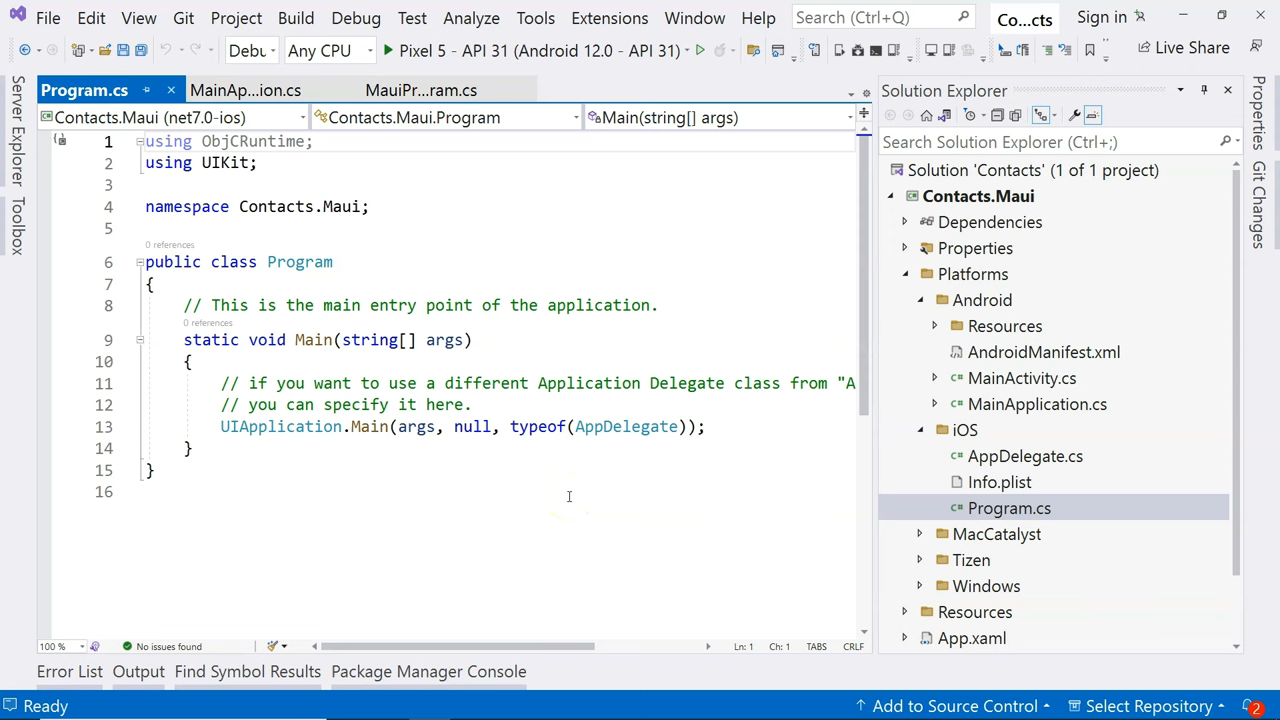 File Edit View Git Project Build Debug Test Analyze Tools Extensions Window Help Search (Ctrl+Q) Co...cts Sign in
Debu Any CPU Pixel 5 - API 31 (Android 12.0 - API 31) Live Share
Program.cs MainAp...ion.cs MauiPr...ram.cs
Contacts.Maui (net7.0-ios) Contacts.Maui.Program Main(string[] args)
1 using ObjCRuntime;
2 using UIKit;
3
4 namespace Contacts.Maui;
5
0 references
6 public class Program
7 {
8 // This is the main entry point of the application.
0 references
9 static void Main(string[] args)
10 {
11 // if you want to use a different Application Delegate class from "A
12 // you can specify it here.
13 UIApplication.Main(args, null, typeof(AppDelegate));
14 }
15 }
16
100 % No issues found Ln: 1 Ch: 1 TABS CRLF
Server Explorer
Toolbox
Solution Explorer
Search Solution Explorer (Ctrl+;)
Solution 'Contacts' (1 of 1 project)
Contacts.Maui
Dependencies
Properties
Platforms
Android
Resources
AndroidManifest.xml
MainActivity.cs
MainApplication.cs
iOS
AppDelegate.cs
Info.plist
Program.cs
MacCatalyst
Tizen
Windows
Resources
App.xaml
Properties
Git Changes
Error List Output Find Symbol Results Package Manager Console
Ready Add to Source Control Select Repository 2